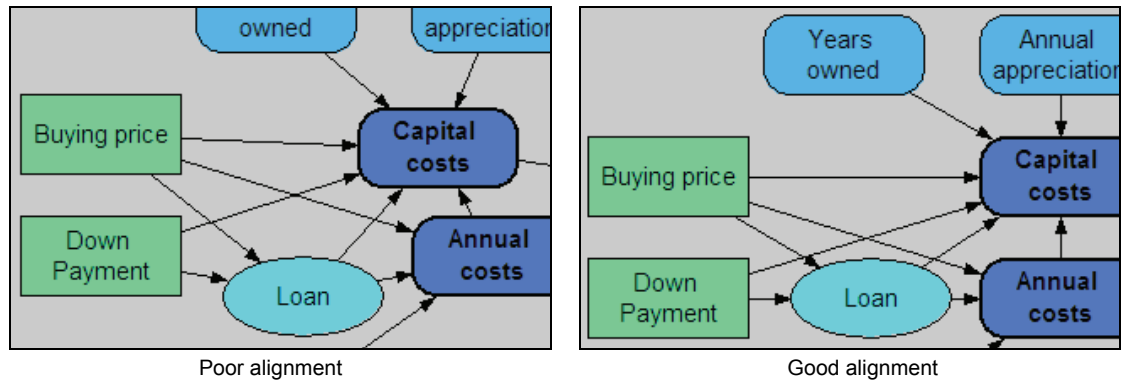 owned
appreciation
Buying price
Capital
costs
Down
Payment
Annual
costs
Loan
Poor alignment
Years
owned
Annual
appreciation
Buying price
Capital
costs
Down
Payment
Loan
Annual
costs
Good alignment